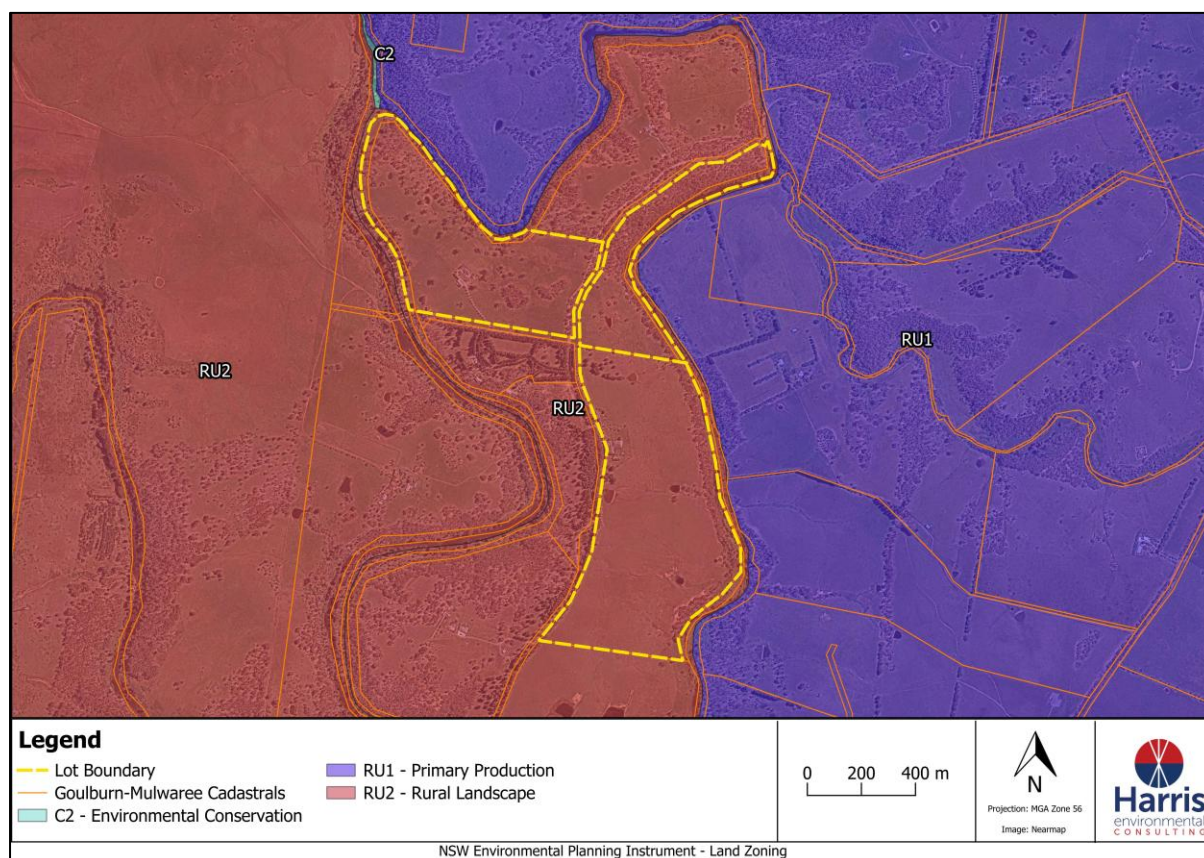 C2
RU1
RU2
RU2
Legend
Lot Boundary
Goulburn-Mulwaree Cadastrals
C2 - Environmental Conservation
RU1 - Primary Production
RU2 - Rural Landscape
0 200 400 m
N
Projection: MGA Zone 56
Image: Nearmap
Harris
environmental
CONSULTING
NSW Environmental Planning Instrument - Land Zoning